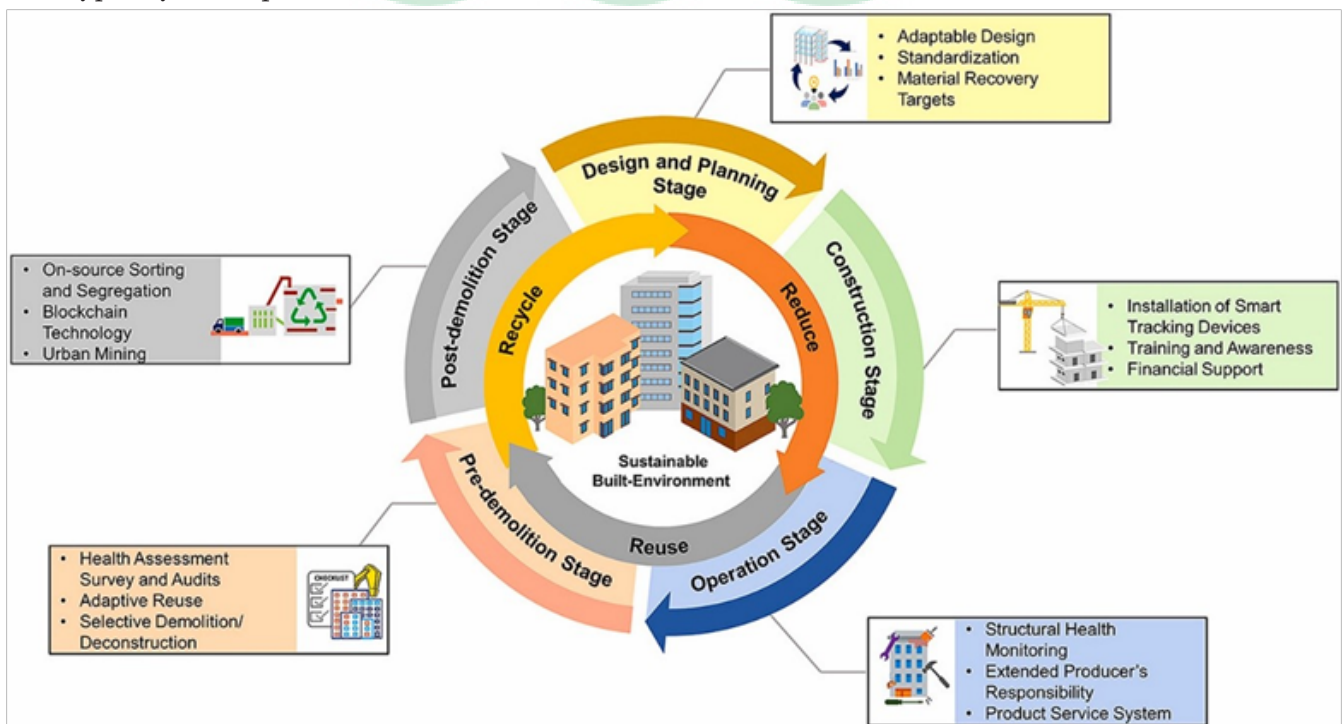 • Adaptable Design
• Standardization
• Material Recovery
Targets
Design and Planning
Stage
Construction Stage
• Installation of Smart
Tracking Devices
• Training and Awareness
• Financial Support
Operation Stage
• Structural Health
Monitoring
• Extended Producer's
Responsibility
• Product Service System
Pre-demolition Stage
• Health Assessment
Survey and Audits
• Adaptive Reuse
• Selective Demolition/
Deconstruction
CHECKLIST
Post-demolition Stage
• On-source Sorting
and Segregation
• Blockchain
Technology
• Urban Mining
Recycle
Reduce
Reuse
Sustainable
Built-Environment